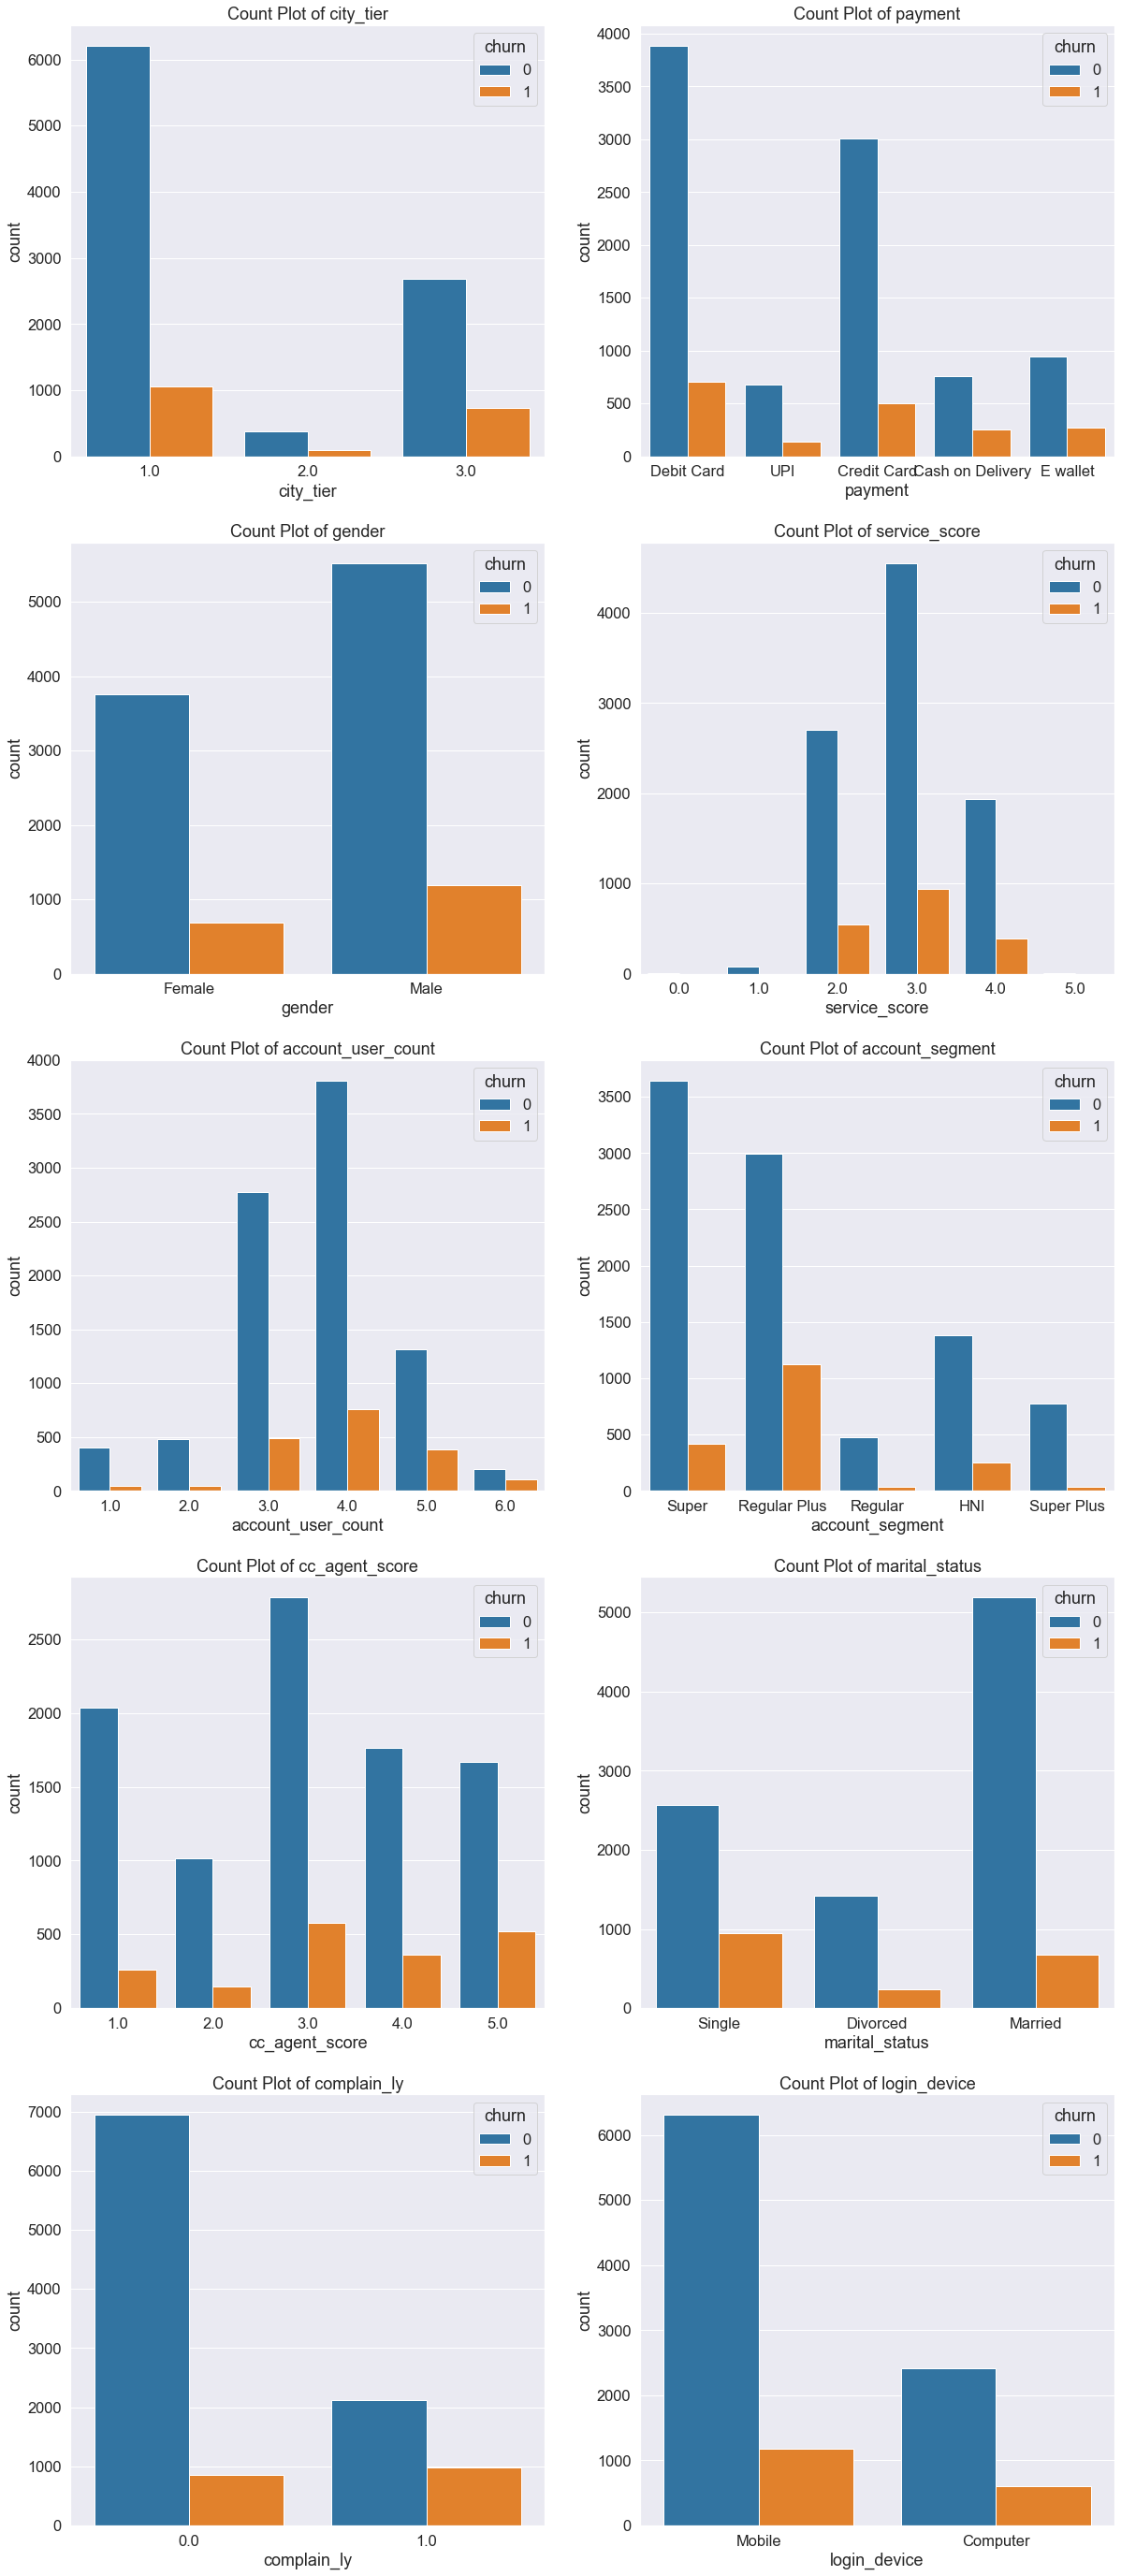 Count Plot of city_tier
churn
0
1
6000
5000
4000
3000
2000
1000
0
count
1.0 2.0 3.0
city_tier
Count Plot of payment
churn
0
1
4000
3500
3000
2500
2000
1500
1000
500
0
count
Debit Card UPI Credit Card Cash on Delivery E wallet
payment
Count Plot of gender
churn
0
1
5000
4000
3000
2000
1000
0
count
Female Male
gender
Count Plot of service_score
churn
0
1
4000
3000
2000
1000
0
count
0.0 1.0 2.0 3.0 4.0 5.0
service_score
Count Plot of account_user_count
churn
0
1
4000
3500
3000
2500
2000
1500
1000
500
0
count
1.0 2.0 3.0 4.0 5.0 6.0
account_user_count
Count Plot of account_segment
churn
0
1
3500
3000
2500
2000
1500
1000
500
0
count
Super Regular Plus Regular HNI Super Plus
account_segment
Count Plot of cc_agent_score
churn
0
1
2500
2000
1500
1000
500
0
count
1.0 2.0 3.0 4.0 5.0
cc_agent_score
Count Plot of marital_status
churn
0
1
5000
4000
3000
2000
1000
0
count
Single Divorced Married
marital_status
Count Plot of complain_ly
churn
0
1
7000
6000
5000
4000
3000
2000
1000
0
count
0.0 1.0
complain_ly
Count Plot of login_device
churn
0
1
6000
5000
4000
3000
2000
1000
0
count
Mobile Computer
login_device